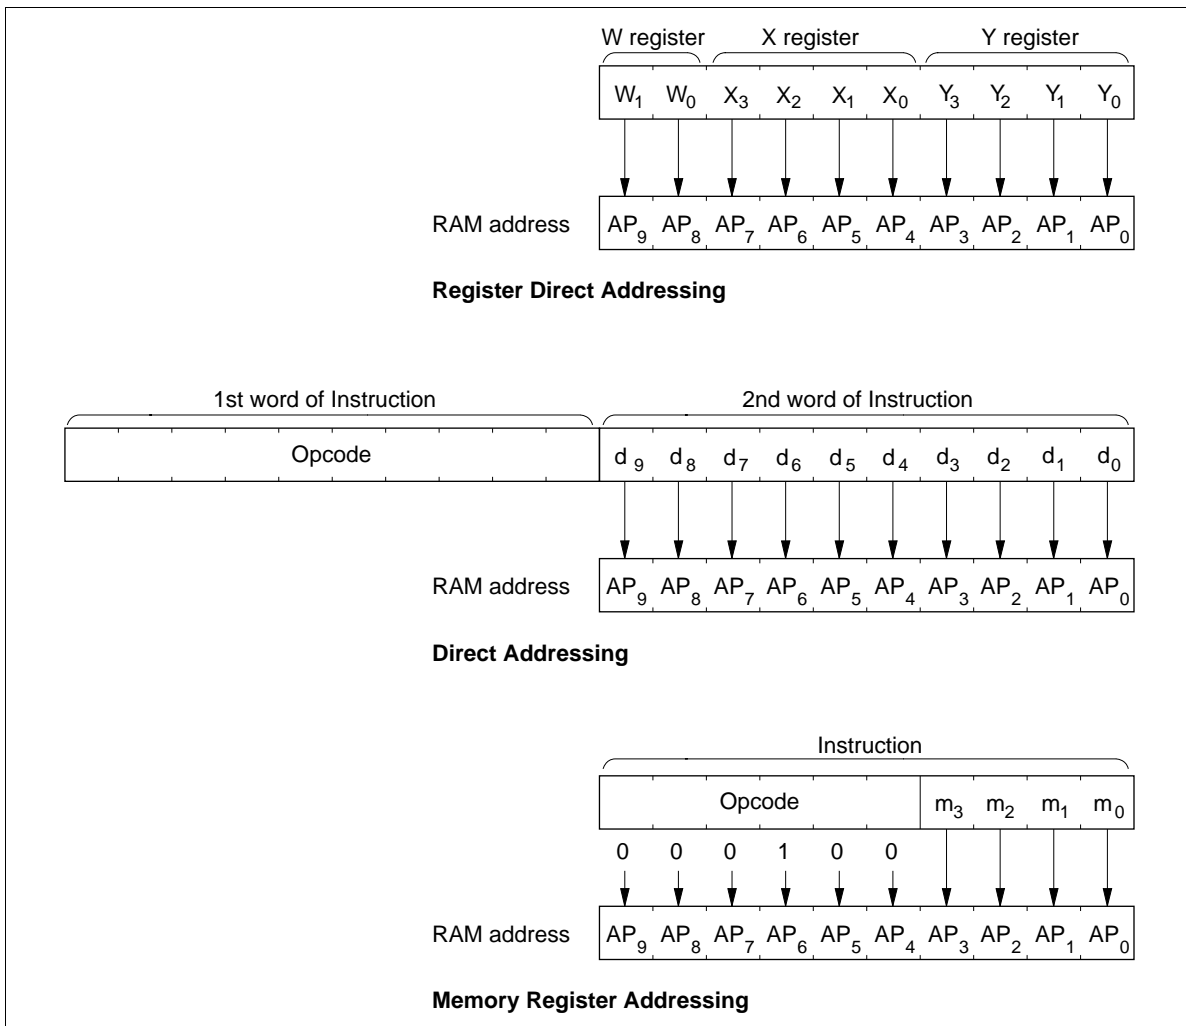 W register X register Y register
W1 W0 X3 X2 X1 X0 Y3 Y2 Y1 Y0
RAM address AP9 AP8 AP7 AP6 AP5 AP4 AP3 AP2 AP1 AP0
Register Direct Addressing
1st word of Instruction 2nd word of Instruction
Opcode d9 d8 d7 d6 d5 d4 d3 d2 d1 d0
RAM address AP9 AP8 AP7 AP6 AP5 AP4 AP3 AP2 AP1 AP0
Direct Addressing
Instruction
Opcode m3 m2 m1 m0
0 0 0 1 0 0
RAM address AP9 AP8 AP7 AP6 AP5 AP4 AP3 AP2 AP1 AP0
Memory Register Addressing